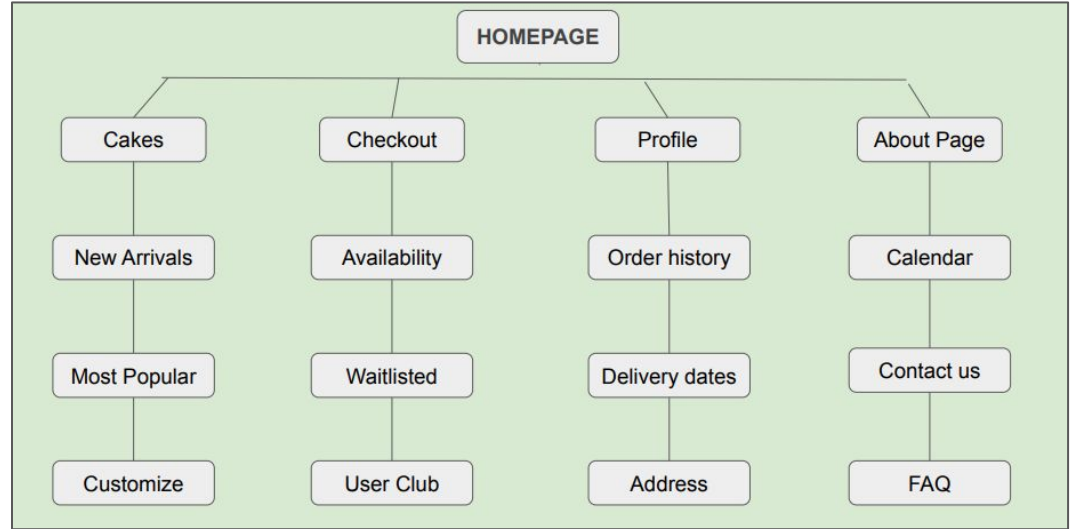 HOMEPAGE
Cakes
Checkout
Profile
About Page
New Arrivals
Availability
Order history
Calendar
Most Popular
Waitlisted
Delivery dates
Contact us
Customize
User Club
Address
FAQ